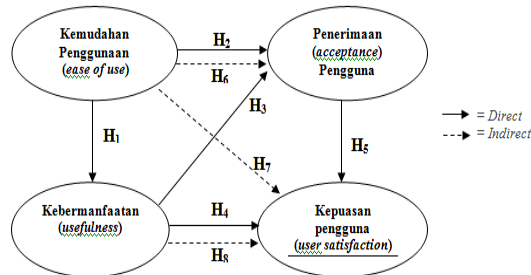 Kemudahan
Penggunaan
(ease of use)
H2
H6
Penerimaan
(acceptance)
Pengguna
H3
= Direct
= Indirect
H1
H5
H7
Kebermanfaatan
(usefulness)
H4
H8
Kepuasan
pengguna
(user satisfaction)